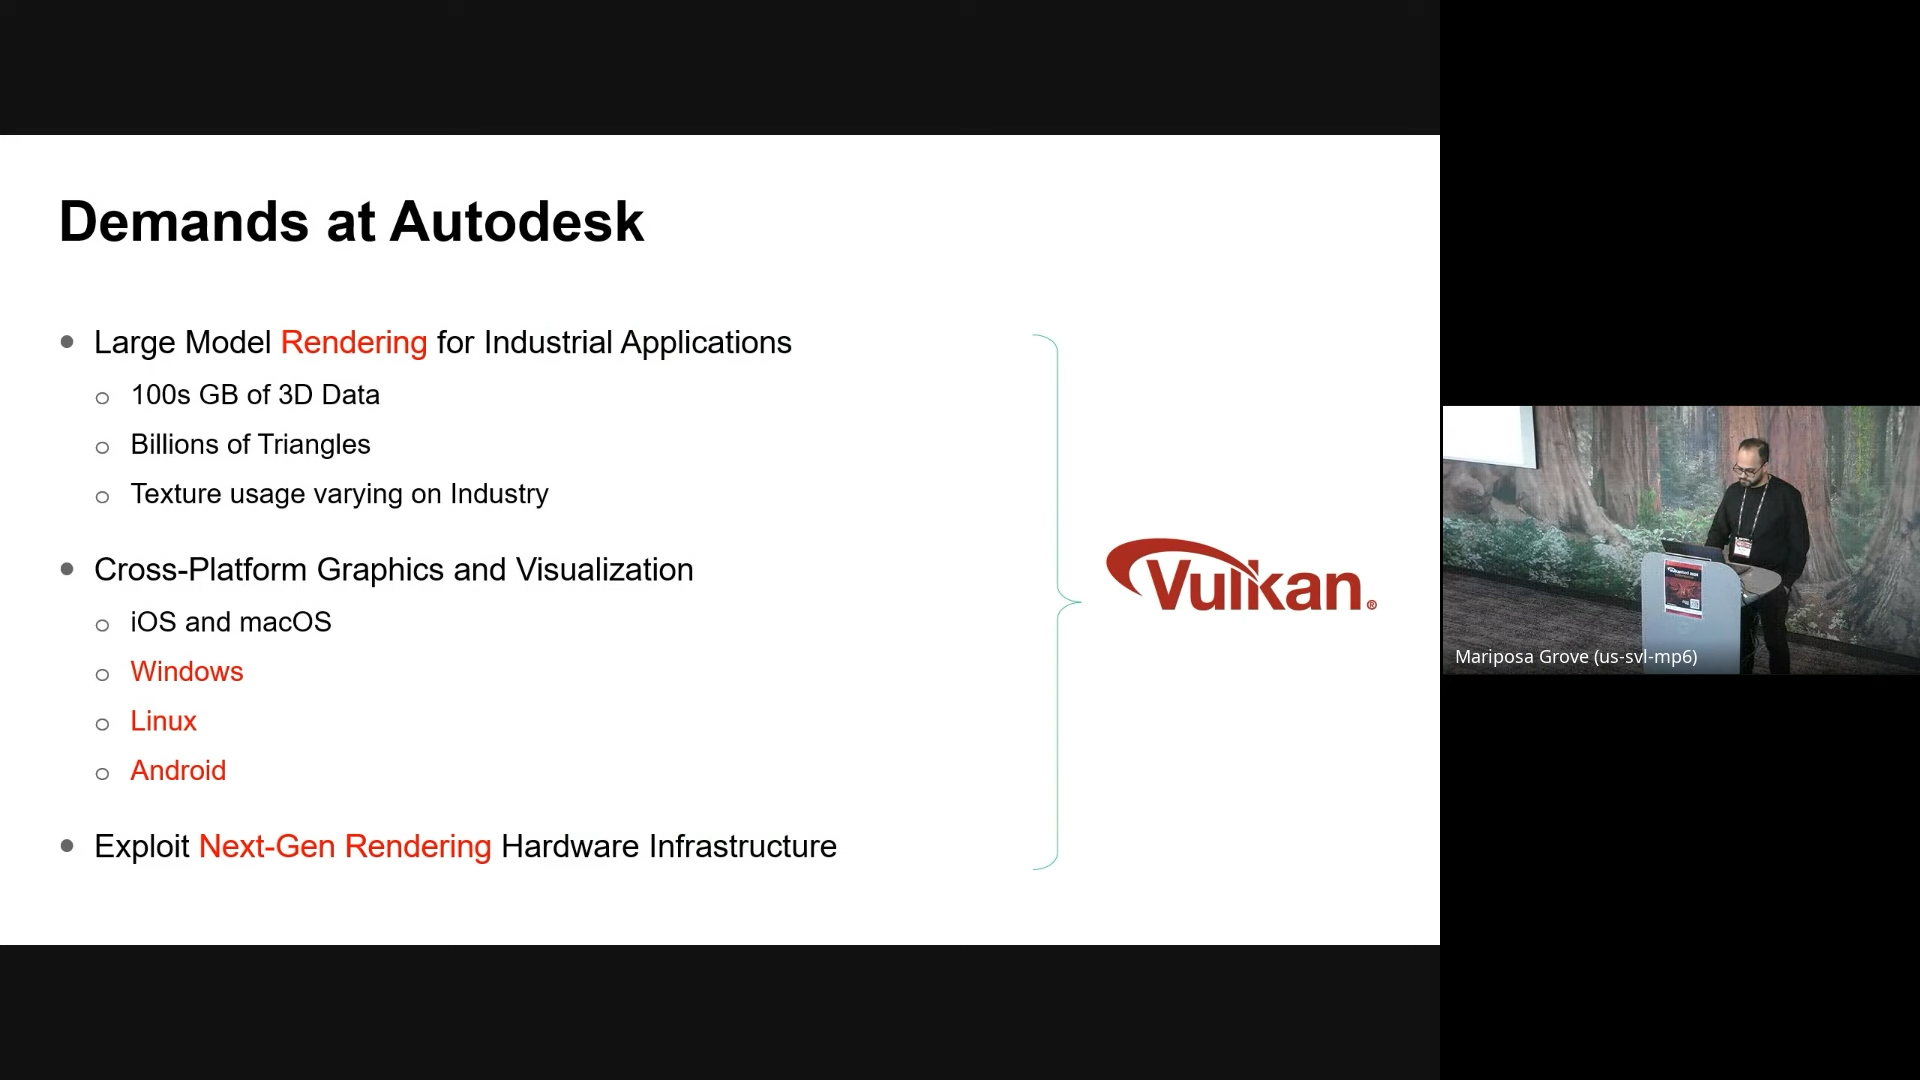 Demands at Autodesk
Large Model Rendering for Industrial Applications
100s GB of 3D Data
Billions of Triangles
Texture usage varying on Industry
Cross-Platform Graphics and Visualization
iOS and macOS
Windows
Linux
Android
Exploit Next-Gen Rendering Hardware Infrastructure
Vulkan®
Mariposa Grove (us-svl-mp6)